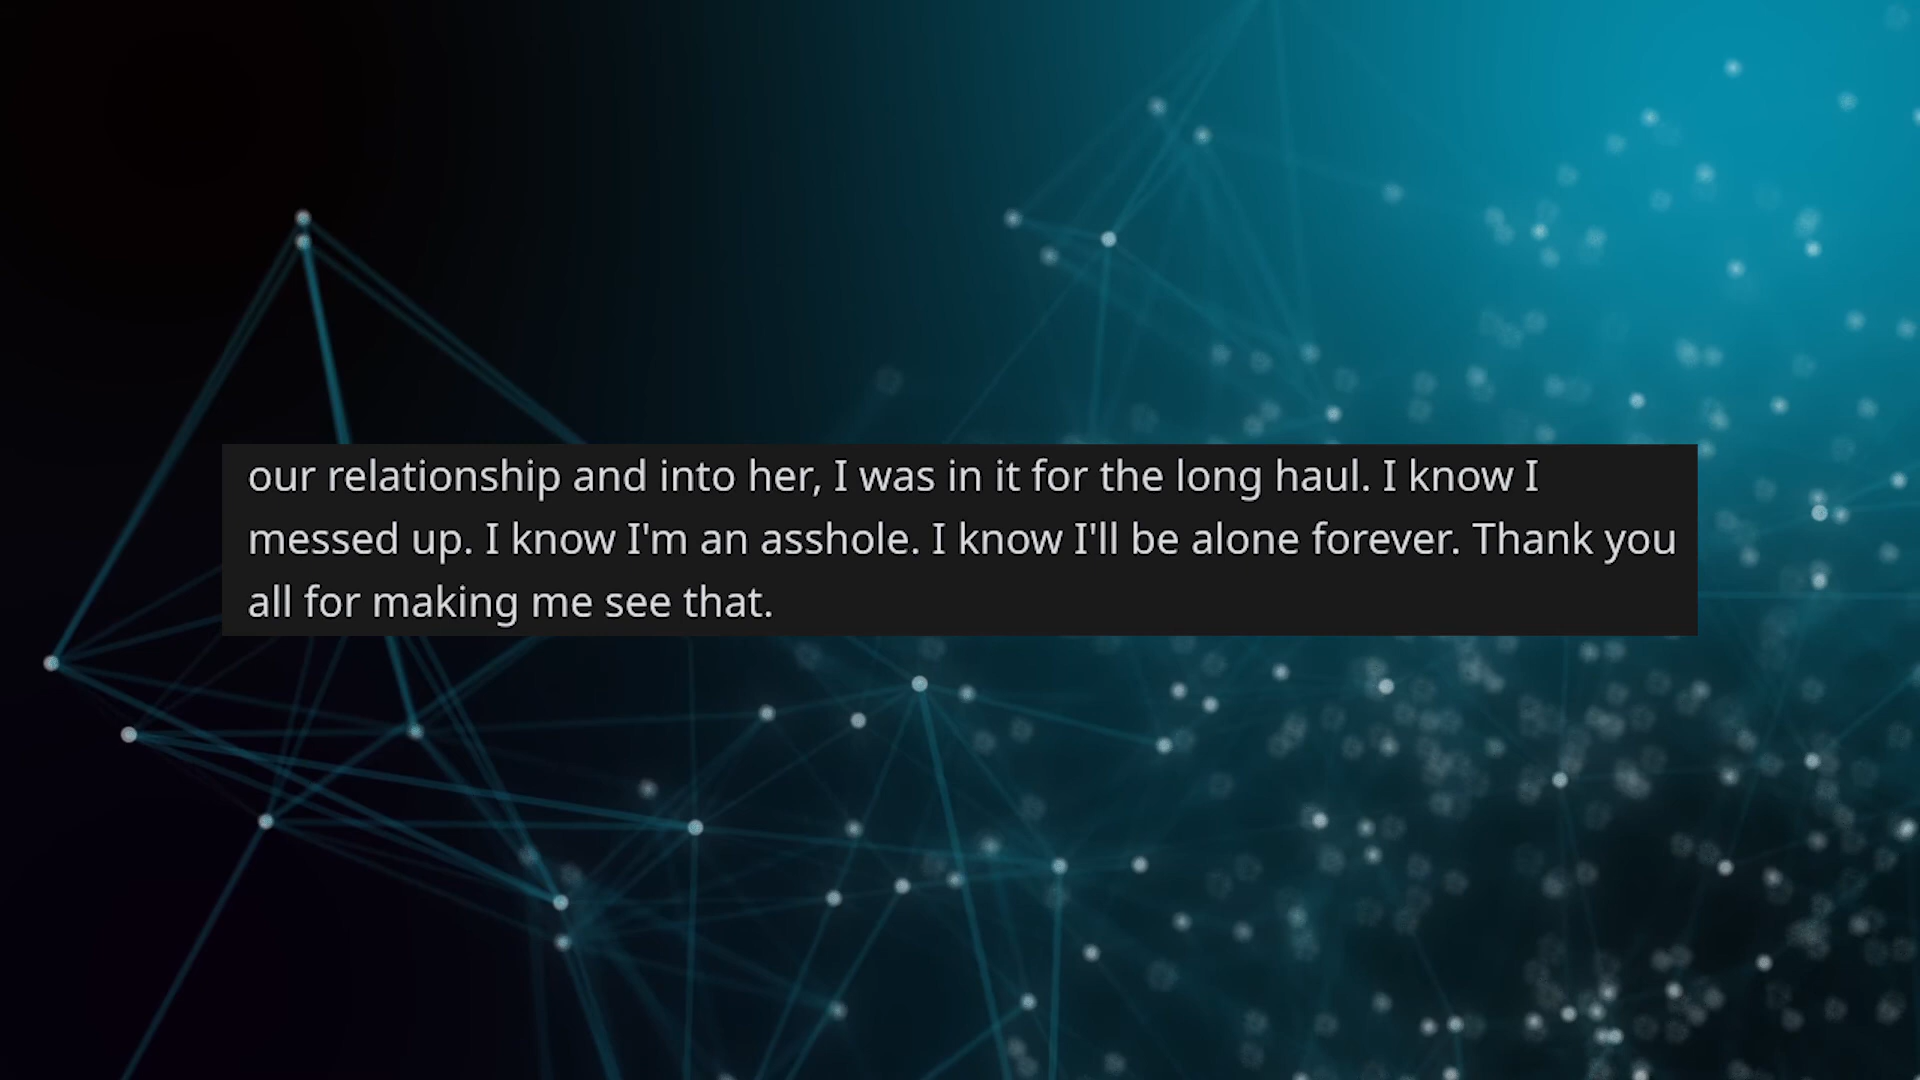 our relationship and into her, I was in it for the long haul. I know I
messed up. I know I'm an asshole. I know I'll be alone forever. Thank you
all for making me see that.